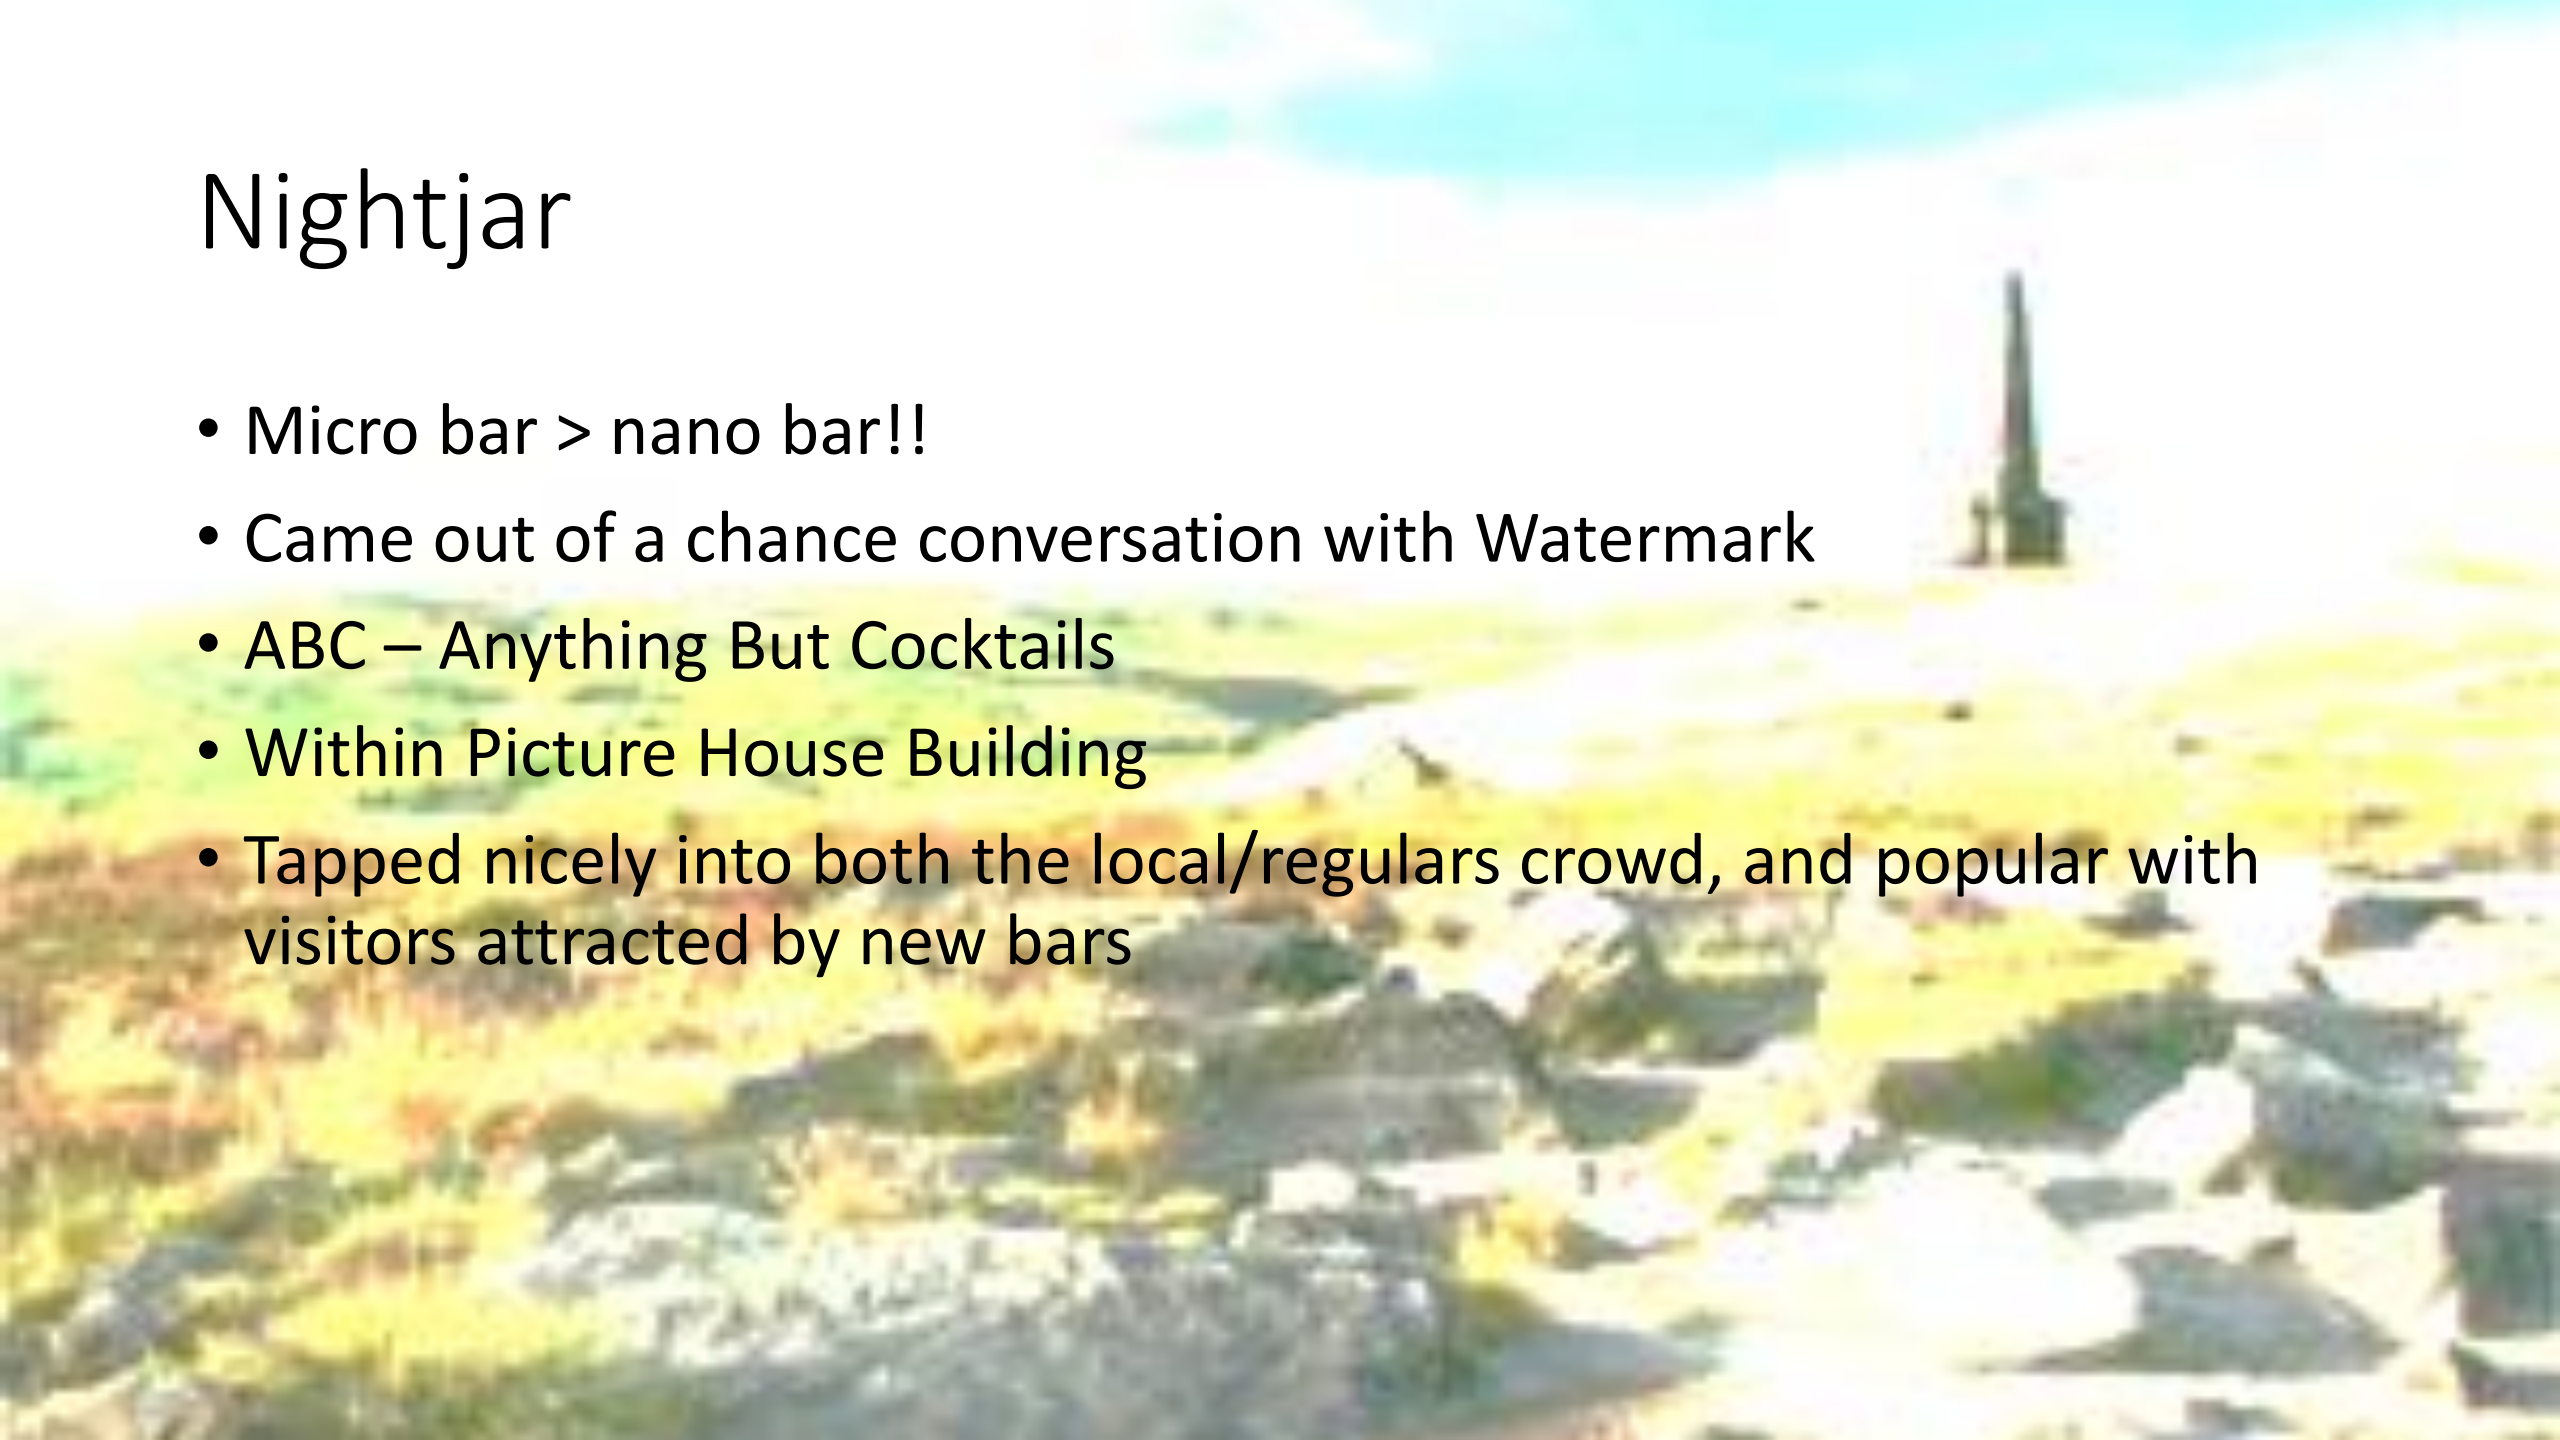 Nightjar
• Micro bar > nano bar!!
• Came out of a chance conversation with Watermark
• ABC – Anything But Cocktails
• Within Picture House Building
• Tapped nicely into both the local/regulars crowd, and popular with
visitors attracted by new bars